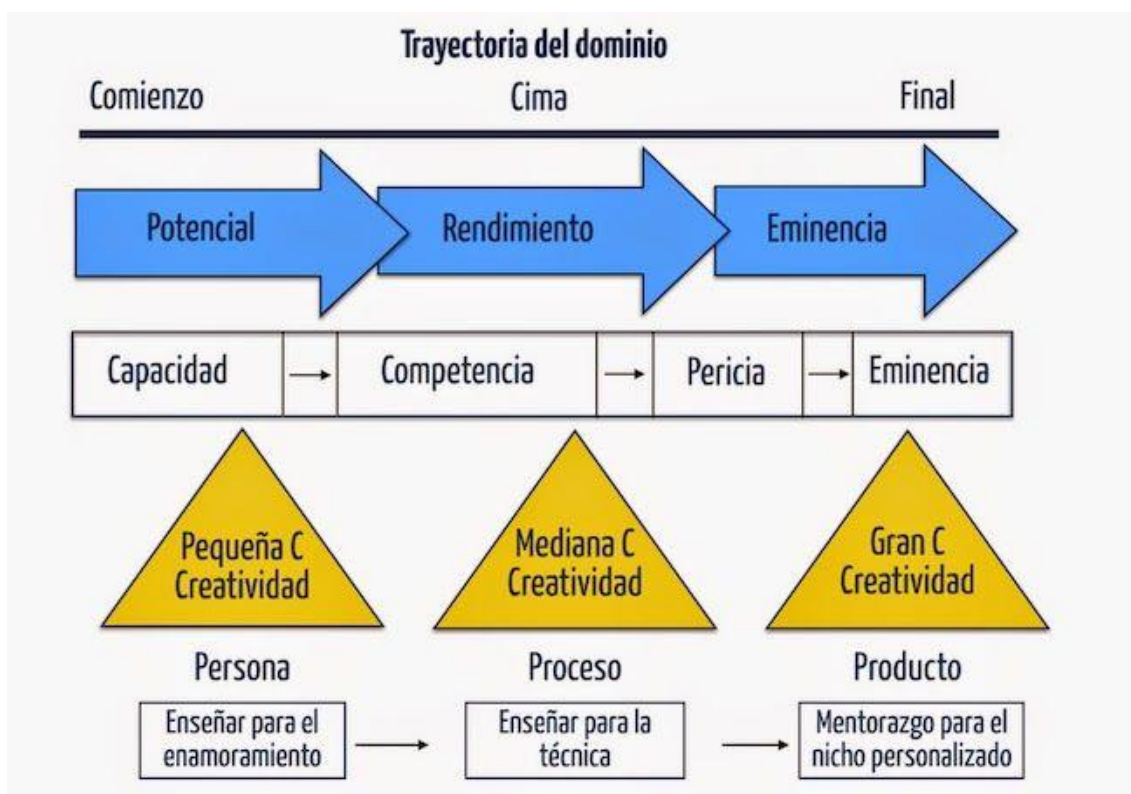 Trayectoria del dominio
Comienzo Cima Final
Potencial Rendimiento Eminencia
Capacidad Competencia Pericia Eminencia
Pequeña C
Creatividad
Mediana C
Creatividad
Gran C
Creatividad
Persona Proceso Producto
Enseñar para el
enamoramiento
Enseñar para la
técnica
Mentorazgo para el
nicho personalizado